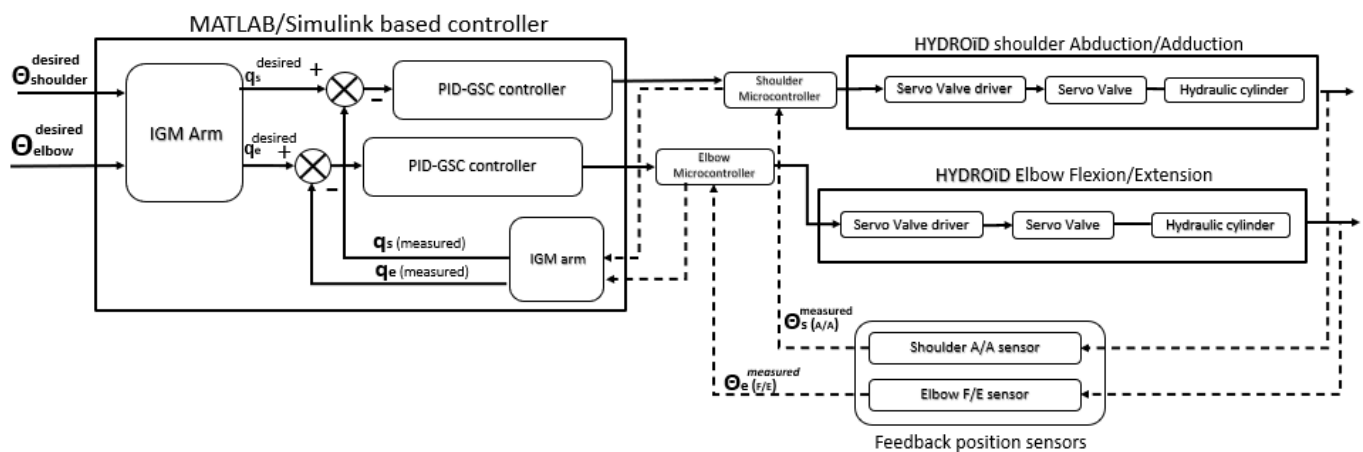 MATLAB/Simulink based controller
HYDROïD shoulder Abduction/Adduction
desired
Θshoulder
desired
Θelbow
IGM Arm
desired
qs
+
−
desired
qe
+
−
PID-GSC controller
PID-GSC controller
Shoulder
Microcontroller
Elbow
Microcontroller
Servo Valve driver
Servo Valve
Hydraulic cylinder
HYDROÏD Elbow Flexion/Extension
Servo Valve driver
Servo Valve
Hydraulic cylinder
qs (measured)
qe (measured)
IGM arm
measured
Θs (A/A)
measured
Θe (F/E)
Shoulder A/A sensor
Elbow F/E sensor
Feedback position sensors